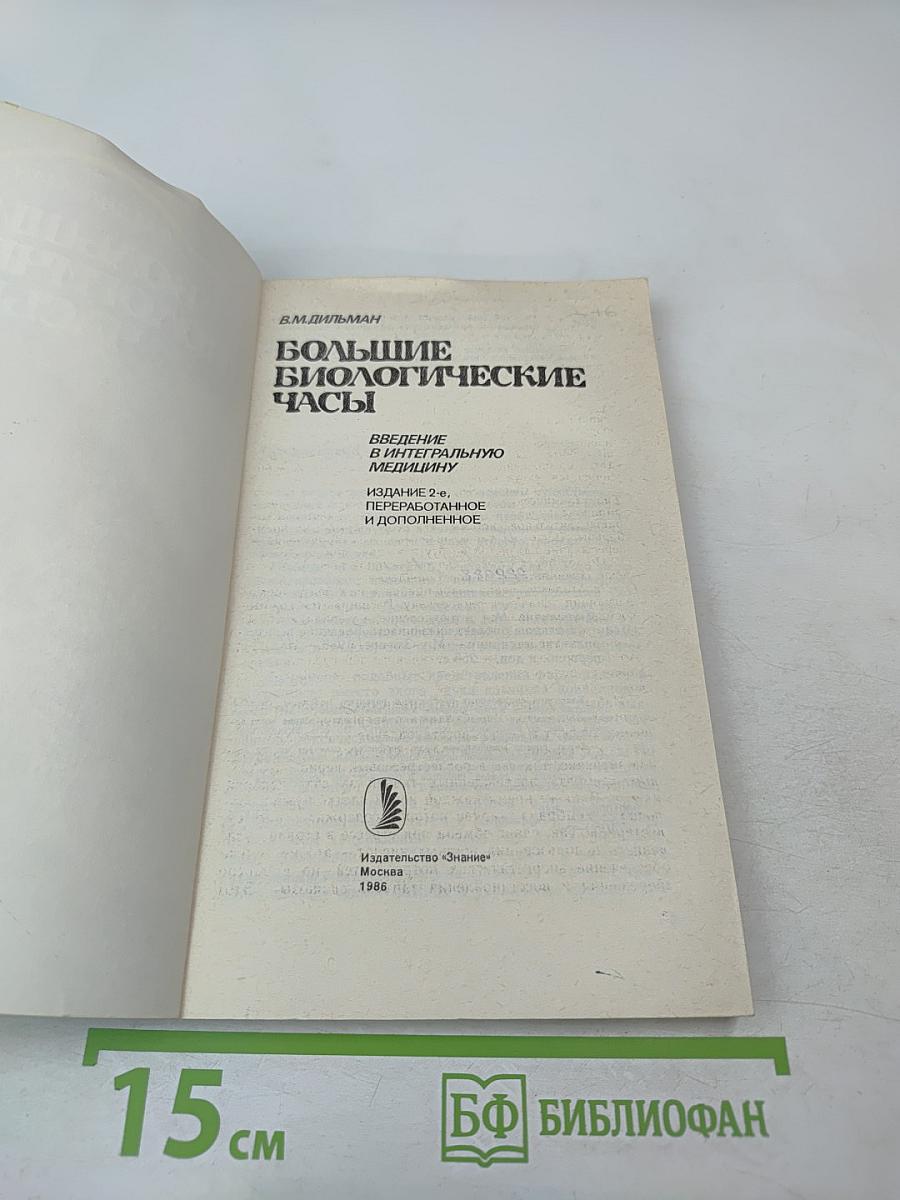 В.М.ДИЛЬМАН
БОЛЬШИЕ
БИОЛОГИЧЕСКИЕ
ЧАСЫ
ВВЕДЕНИЕ
В ИНТЕГРАЛЬНУЮ
МЕДИЦИНУ
ИЗДАНИЕ 2-е,
ПЕРЕРАБОТАННОЕ
И ДОПОЛНЕННОЕ
Издательство «Знание»
Москва
1986
15 см
БФ БИБЛИОФАН